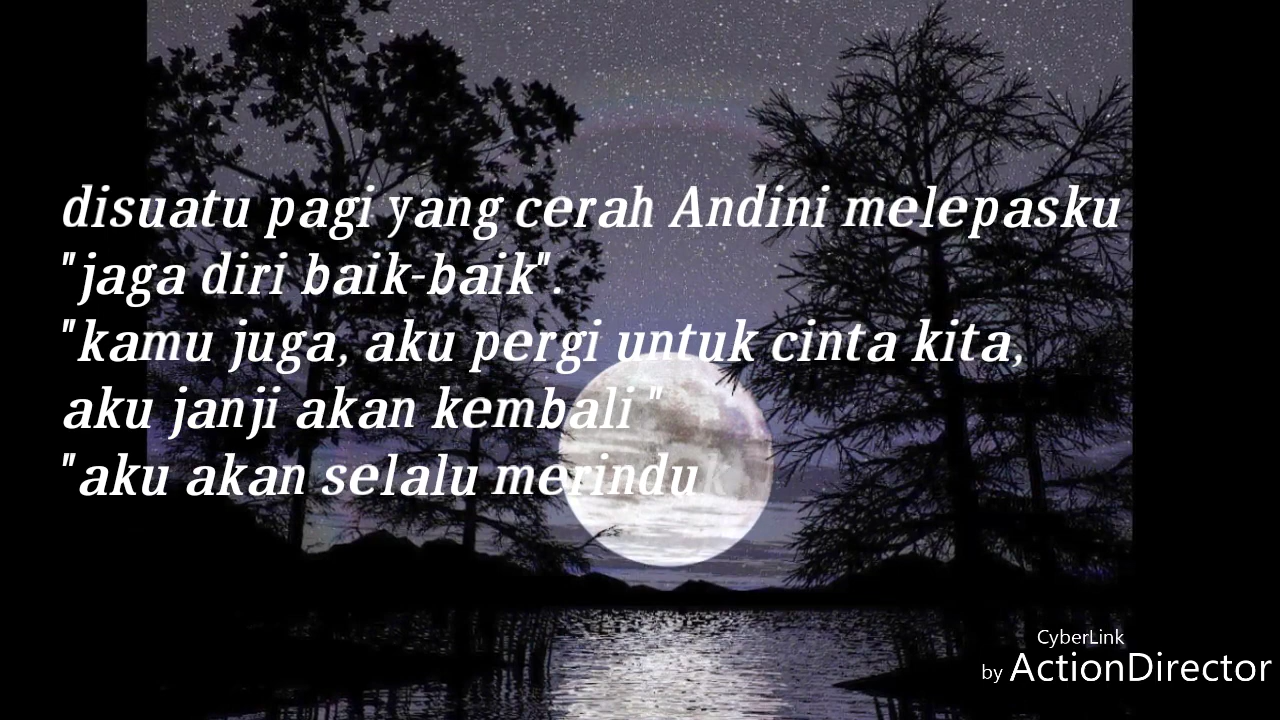 disuatu pagi yang cerah Andini melepasku
"jaga diri baik-baik".
"kamu juga, aku pergi untuk cinta kita,
aku janji akan kembali "
"aku akan selalu merinduk
CyberLink
by ActionDirector